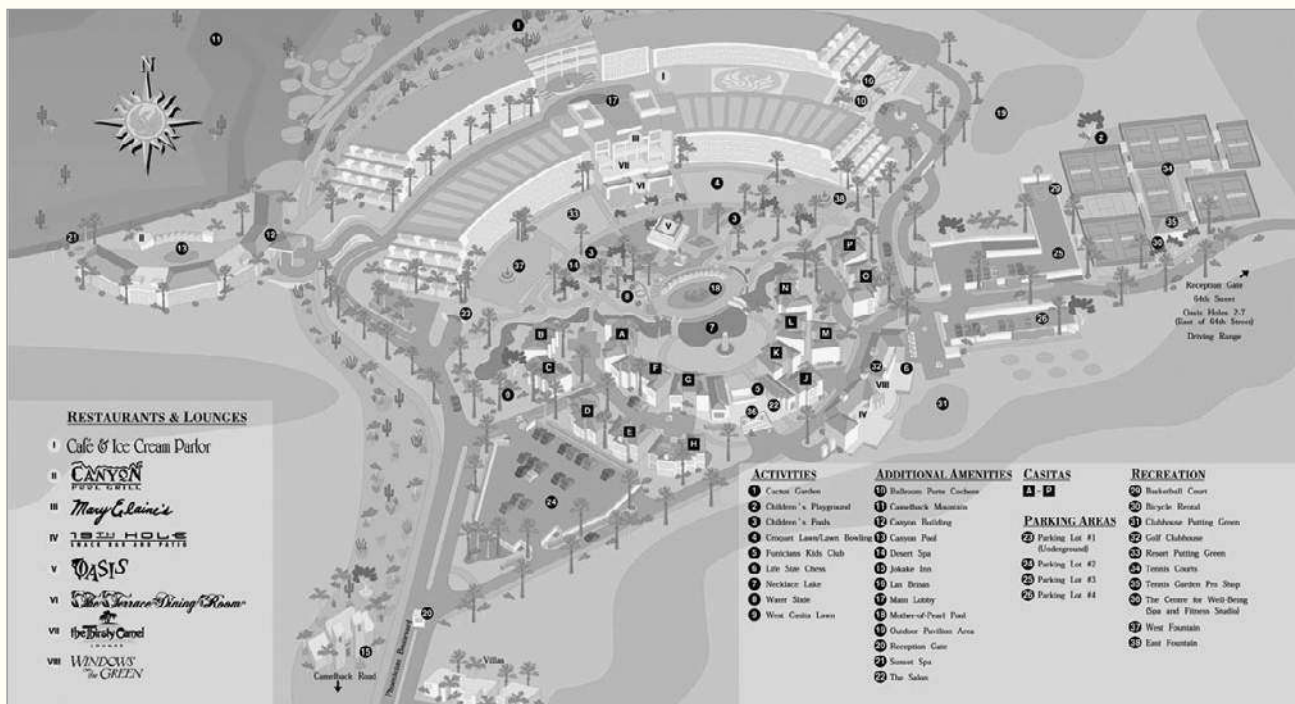 N
RESTAURANTS & LOUNGES
I Café & Ice Cream Parlor
II CANYON
POOL GRILL
III Mary Elaine's
IV 19TH HOLE
SNACK BAR AND PATIO
V OASIS
VI The Terrace Dining Room
VII the Thirsty Camel
LOUNGE
VIII WINDOWS
on the GREEN
Camelback Road
Phoenician Boulevard
Villas
Reception Gate
64th Street
Oasis Holes 2-7
(East of 64th Street)
Driving Range
ACTIVITIES
1 Cactus Garden
2 Children's Playground
3 Children's Pools
4 Croquet Lawn/Lawn Bowling
5 Funicians Kids Club
6 Life Size Chess
7 Necklace Lake
8 Water Slide
9 West Casita Lawn
ADDITIONAL AMENITIES
10 Ballroom Porte Cochere
11 Camelback Mountain
12 Canyon Building
13 Canyon Pool
14 Desert Spa
15 Jokake Inn
16 Las Brisas
17 Main Lobby
18 Mother-of-Pearl Pool
19 Outdoor Pavilion Area
20 Reception Gate
21 Sunset Spa
22 The Salon
CASITAS
A - P
PARKING AREAS
23 Parking Lot #1
(Underground)
24 Parking Lot #2
25 Parking Lot #3
26 Parking Lot #4
RECREATION
29 Basketball Court
30 Bicycle Rental
31 Clubhouse Putting Green
32 Golf Clubhouse
33 Resort Putting Green
34 Tennis Courts
35 Tennis Garden Pro Shop
36 The Centre for Well-Being
(Spa and Fitness Studio)
37 West Fountain
38 East Fountain